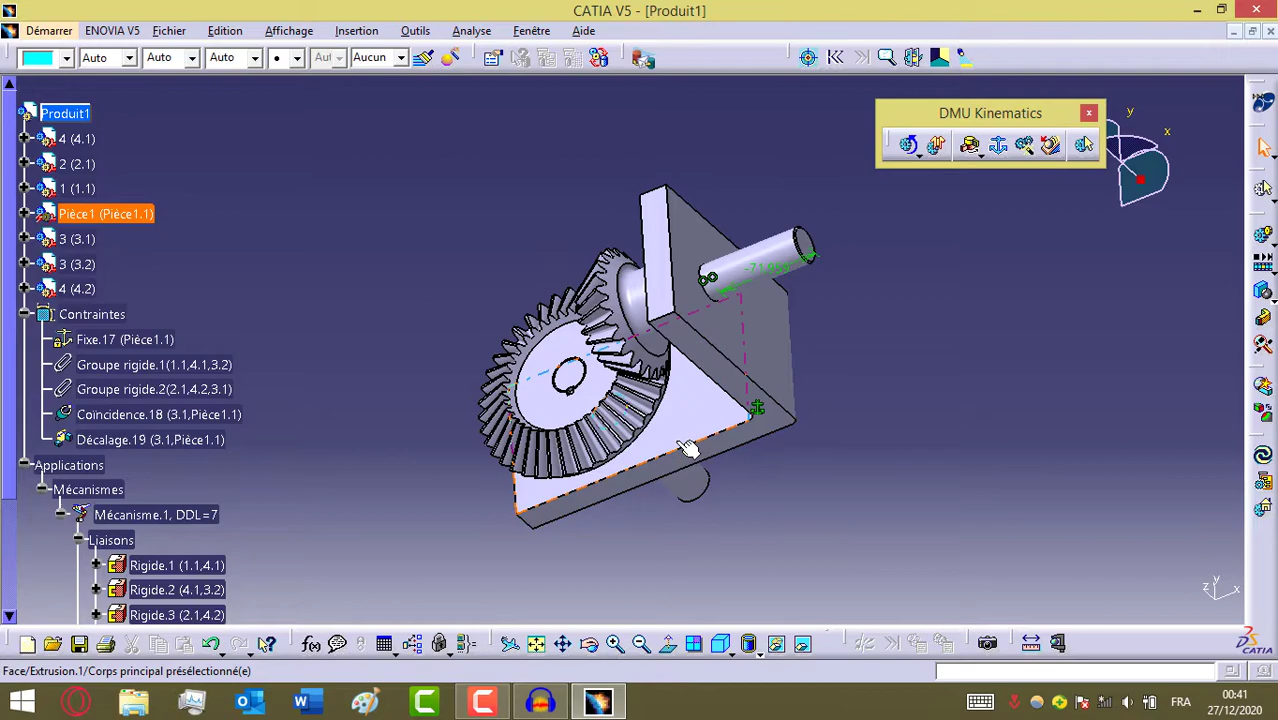 CATIA V5 - [Produit1]
Démarrer ENOVIA V5 Fichier Edition Affichage Insertion Outils Analyse Fenêtre Aide
Auto Auto Auto Aut Aucun
Produit1
4 (4.1)
2 (2.1)
1 (1.1)
Pièce1 (Pièce1.1)
3 (3.1)
3 (3.2)
4 (4.2)
Contraintes
Fixe.17 (Pièce1.1)
Groupe rigide.1(1.1,4.1,3.2)
Groupe rigide.2(2.1,4.2,3.1)
Coïncidence.18 (3.1,Pièce1.1)
Décalage.19 (3.1,Pièce1.1)
Applications
Mécanismes
Mécanisme.1, DDL=7
Liaisons
Rigide.1 (1.1,4.1)
Rigide.2 (4.1,3.2)
Rigide.3 (2.1,4.2)
DMU Kinematics
y
x
y
z x
f(x)
CATIA
Face/Extrusion.1/Corps principal présélectionné(e)
FRA
00:41
27/12/2020